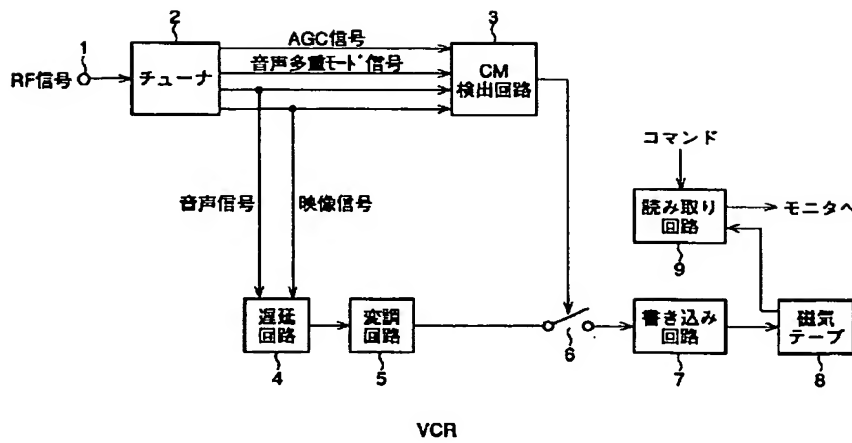 1
RF信号
2
チューナ
AGC信号
音声多重モード信号
3
CM
検出回路
音声信号
映像信号
コマンド
読み取り
回路
9
モニタへ
遅延
回路
4
変調
回路
5
6
書き込み
回路
7
磁気
テープ
8
VCR